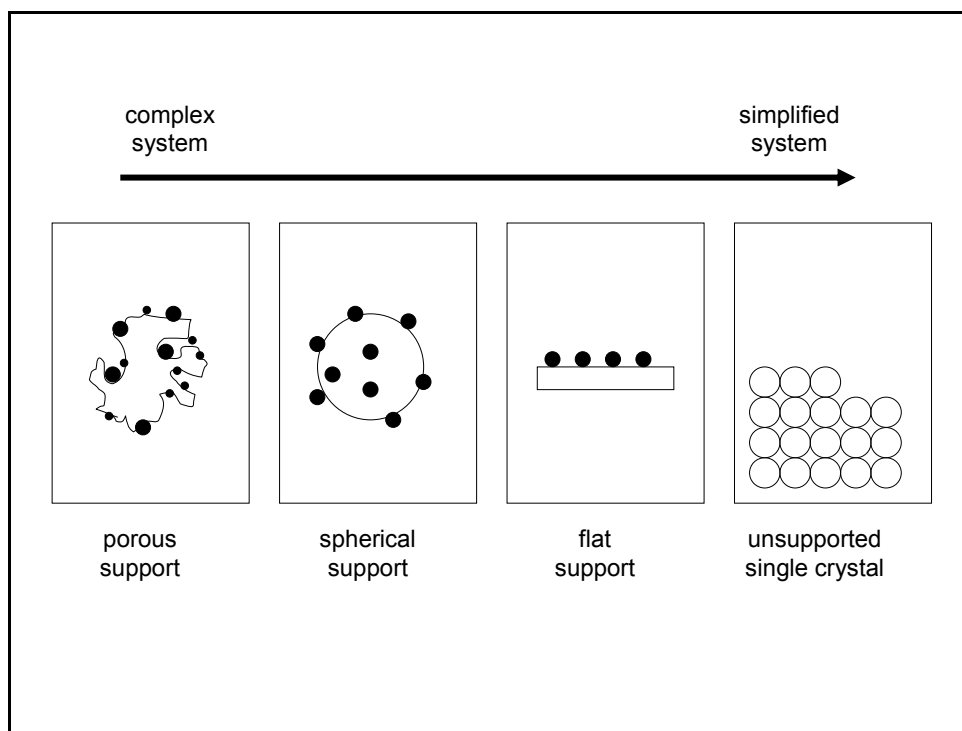 complex
system
simplified
system
porous
support
spherical
support
flat
support
unsupported
single crystal